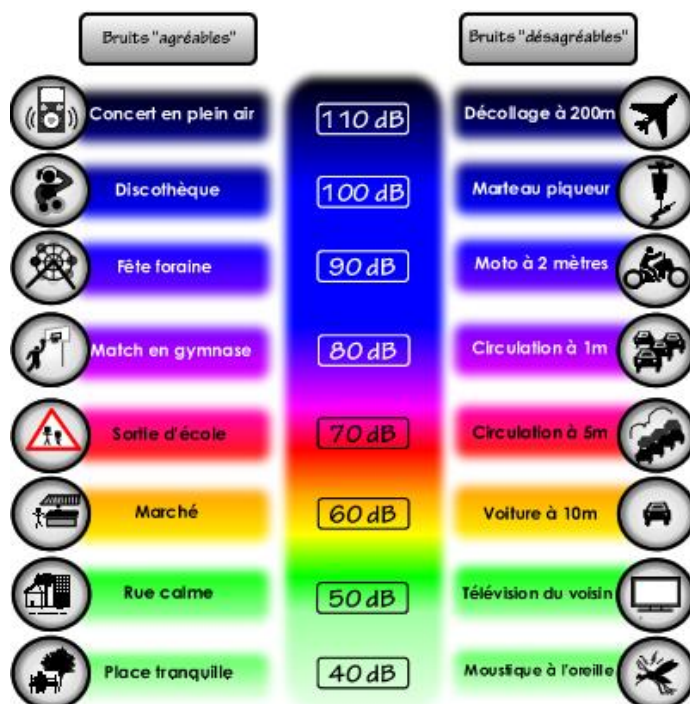 Bruits "agréables"
Bruits "désagréables"
Concert en plein air
110 dB
Décollage à 200m
Discothèque
100 dB
Marteau piqueur
Fête foraine
90 dB
Moto à 2 mètres
Match en gymnase
80 dB
Circulation à 1m
Sortie d'école
70 dB
Circulation à 5m
Marché
60 dB
Voiture à 10m
Rue calme
50 dB
Télévision du voisin
Place tranquille
40 dB
Moustique à l'oreille